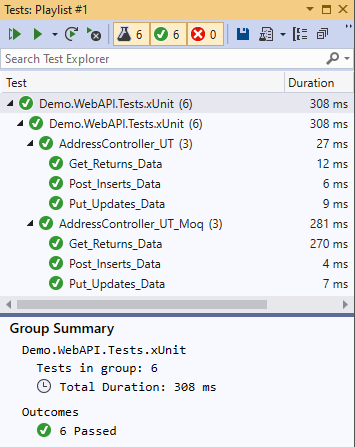 Tests: Playlist #1
6 6 0
Search Test Explorer
Test Duration
Demo.WebAPI.Tests.xUnit (6) 308 ms
Demo.WebAPI.Tests.xUnit (6) 308 ms
AddressController_UT (3) 27 ms
Get_Returns_Data 12 ms
Post_Inserts_Data 6 ms
Put_Updates_Data 9 ms
AddressController_UT_Moq (3) 281 ms
Get_Returns_Data 270 ms
Post_Inserts_Data 4 ms
Put_Updates_Data 7 ms
Group Summary
Demo.WebAPI.Tests.xUnit
Tests in group: 6
Total Duration: 308 ms
Outcomes
6 Passed